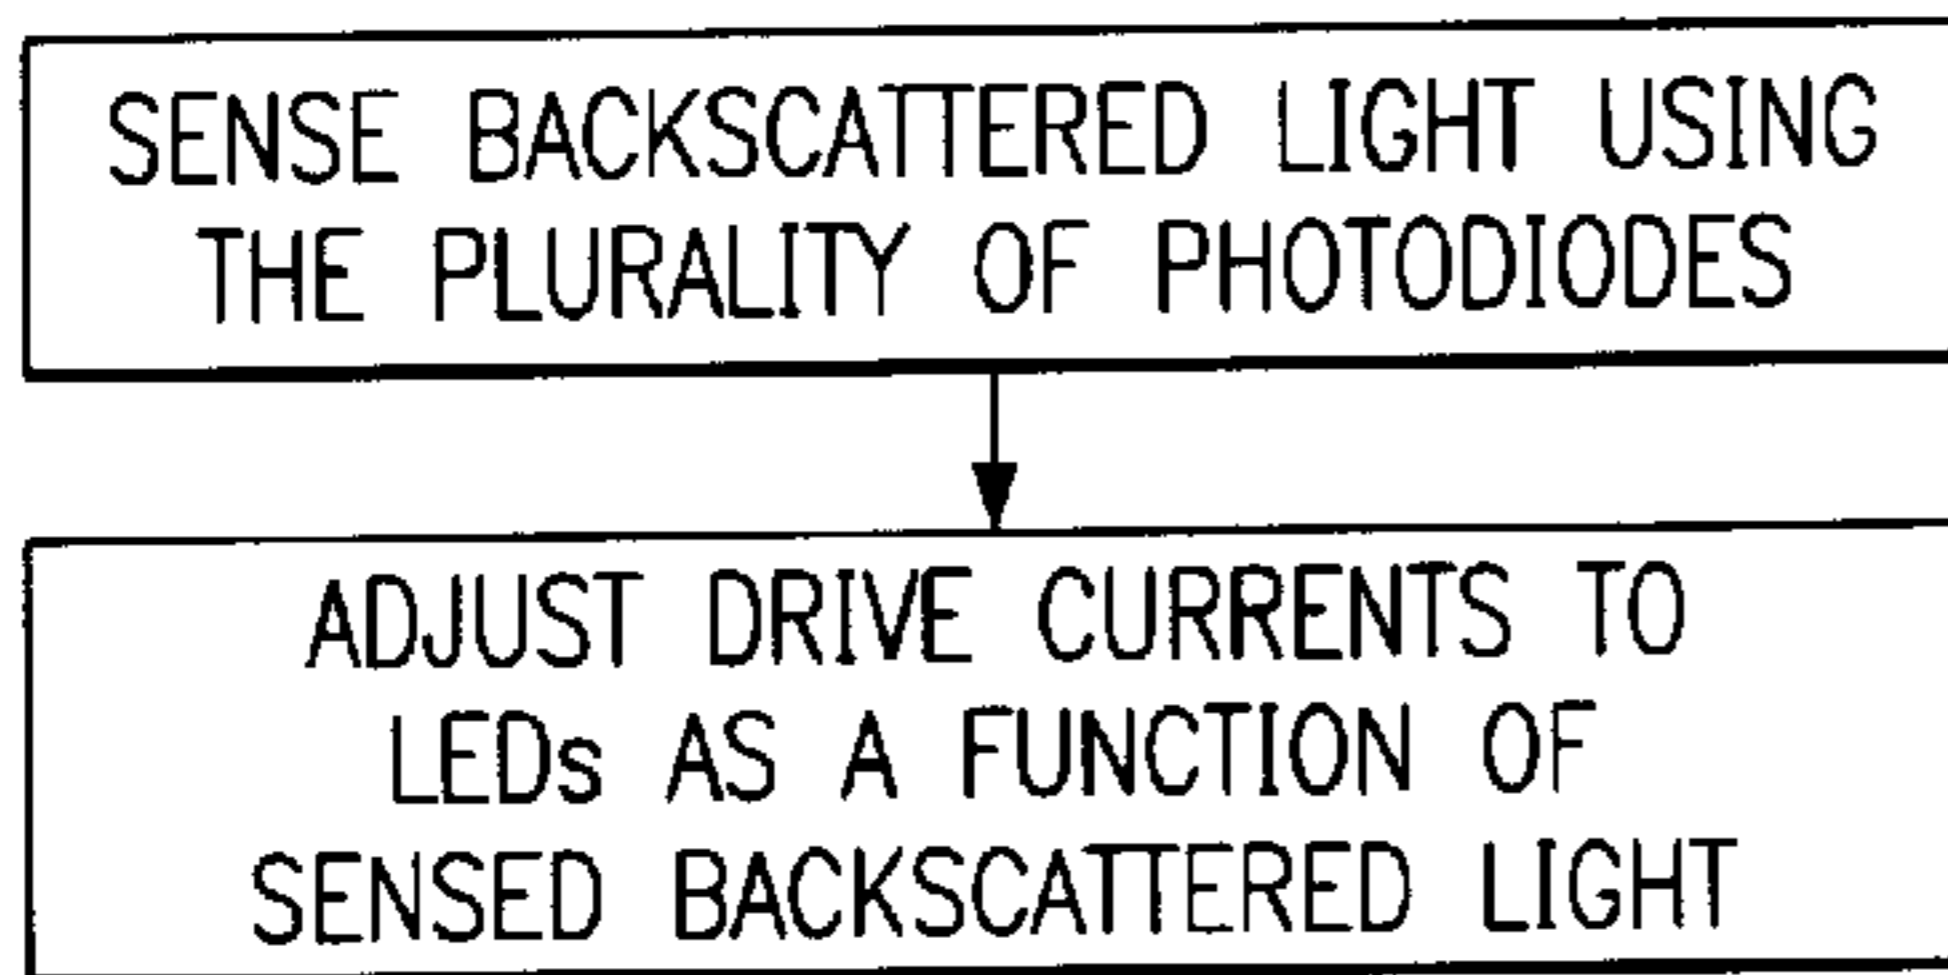 SENSE BACKSCATTERED LIGHT USING
THE PLURALITY OF PHOTODIODES
ADJUST DRIVE CURRENTS TO
LEDs AS A FUNCTION OF
SENSED BACKSCATTERED LIGHT